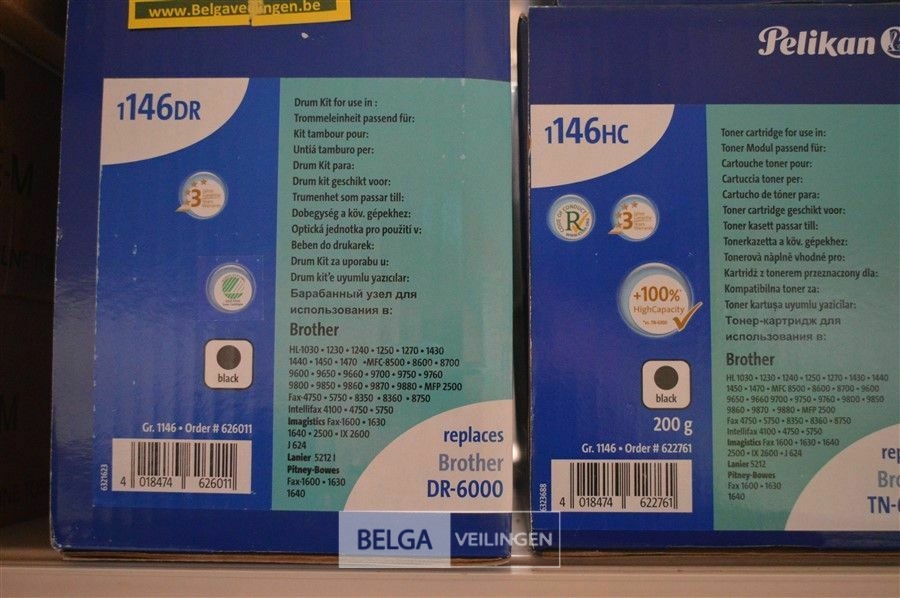 www.Belgaveilingen.be
1146DR
3
black
Gr. 1146 • Order # 626011
6321623
4 018474 626011
Drum Kit for use in :
Trommeleinheit passend für:
Kit tambour pour:
Untiá tamburo per:
Drum Kit para:
Drum kit geschikt voor:
Trumenhet som passar till:
Dobegység a köv. gépekhez:
Optická jednotka pro použití v:
Beben do drukarek:
Drum Kit za uporabu u:
Drum kit'e uyumlu yazıcılar:
Барабанный узел для
использования в:
Brother
HL-1030 • 1230 • 1240 • 1250 • 1270 • 1430
1440 • 1450 • 1470 •MFC-8500 • 8600 • 8700
9600 • 9650 • 9660 • 9700 • 9750 • 9760
9800 • 9850 • 9860 • 9870 • 9880 • MFP 2500
Fax-4750 • 5750 • 8350 • 8360 • 8750
Intellifax 4100 • 4750 • 5750
Imagistics Fax-1600 • 1630
1640 • 2500 • IX 2600
J 624
Lanier 5212 I
Pitney-Bowes
Fax-1600 • 1630
1640
replaces
Brother
DR-6000
Pelikan
1146HC
CODE OF CONDUCT
R
3
+100%*
HighCapacity
black
200 g
Gr. 1146 • Order # 622761
6323688
4 018474 622761
Toner cartridge for use in:
Toner Modul passend für:
Cartouche toner pour:
Cartuccia toner per:
Cartucho de tóner para:
Toner cartridge geschikt voor:
Toner kasett passar till:
Tonerkazetta a köv. gépekhez:
Tonerová náplně vhodné pro:
Kartridż z tonerem przeznaczony dla:
Kompatibilna toner za:
Toner kartuşa uyumlu yazicilar:
Тонер-картридж для
использования в:
Brother
HL 1030 • 1230 • 1240 • 1250 • 1270 • 1430 • 1440
1450 • 1470 • MFC 8500 • 8600 • 8700 • 9600
9650 • 9660 9700 • 9750 • 9760 • 9800 • 9850
9860 • 9870 • 9880 • MFP 2500
Fax 4750 • 5750 • 8350 • 8360 • 8750
Intellifax 4100 • 4750 • 5750
Imagistics Fax 1600 • 1630 • 1640
2500 • IX 2600 • J 624
Lanier 5212
Pitney-Bowes
Fax-1600 • 1630
1640
BELGA VEILINGEN